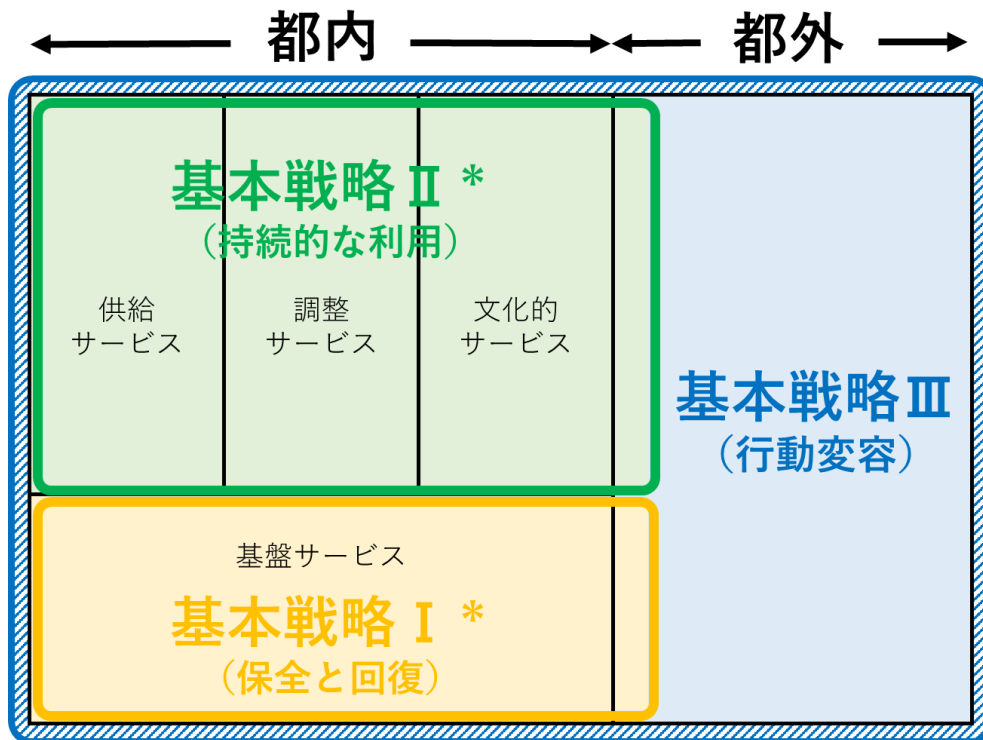 都内
都外
基本戦略Ⅱ*
（持続的な利用）
供給
サービス
調整
サービス
文化的
サービス
基本戦略Ⅲ
（行動変容）
基盤サービス
基本戦略Ⅰ*
（保全と回復）